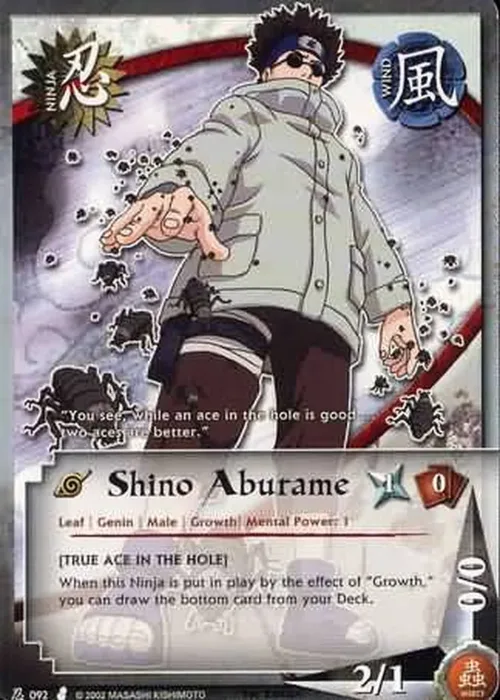 NINJA 忍
WIND 風
"You see, while an ace in the hole is good
two aces are better."
Shino Aburame 1 0
Leaf | Genin | Male | Growth | Mental Power: 1
[TRUE ACE IN THE HOLE]
When this Ninja is put in play by the effect of "Growth,"
you can draw the bottom card from your Deck.
0/0
2/1
蟲
INSECT
092 © 2002 MASASHI KISHIMOTO